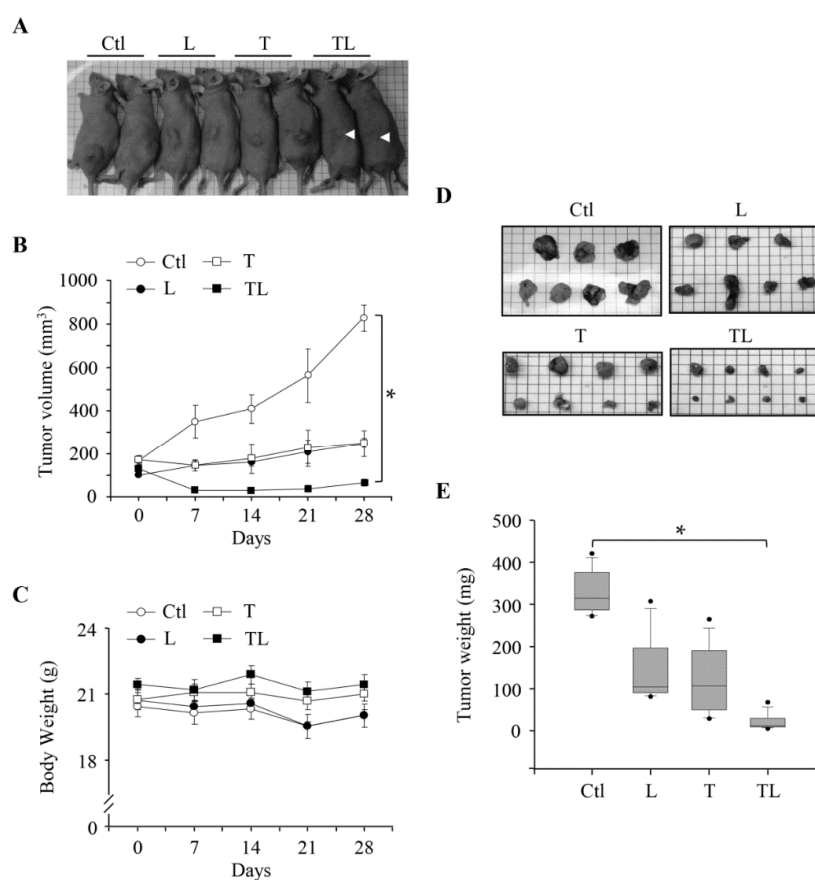 A
Ctl L T TL
B
Ctl T
L TL
Tumor volume (mm³)
1000
800
600
400
200
0
0 7 14 21 28
Days
*
C
Ctl T
L TL
Body Weight (g)
24
21
18
0
0 7 14 21 28
Days
D
Ctl L
T TL
E
Tumor weight (mg)
500
400
300
200
100
0
*
Ctl L T TL